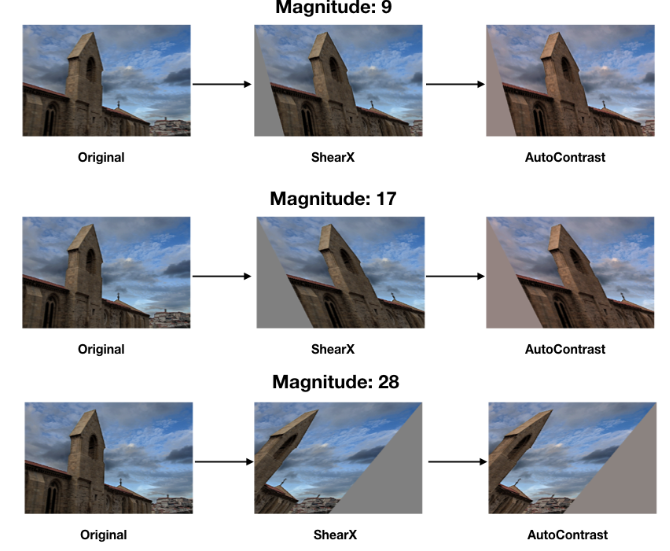 Magnitude: 9
Original ShearX AutoContrast
Magnitude: 17
Original ShearX AutoContrast
Magnitude: 28
Original ShearX AutoContrast